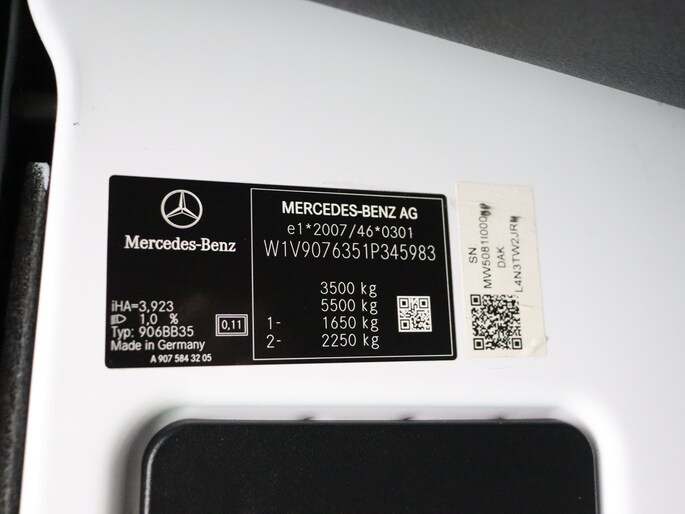 Mercedes-Benz
iHA=3,923
1.0 %
Typ: 906BB35
Made in Germany
A 907 584 32 05
0,11
MERCEDES-BENZ AG
e1*2007/46*0301
W1V9076351P345983
3500 kg
5500 kg
1- 1650 kg
2- 2250 kg
SN
DAK